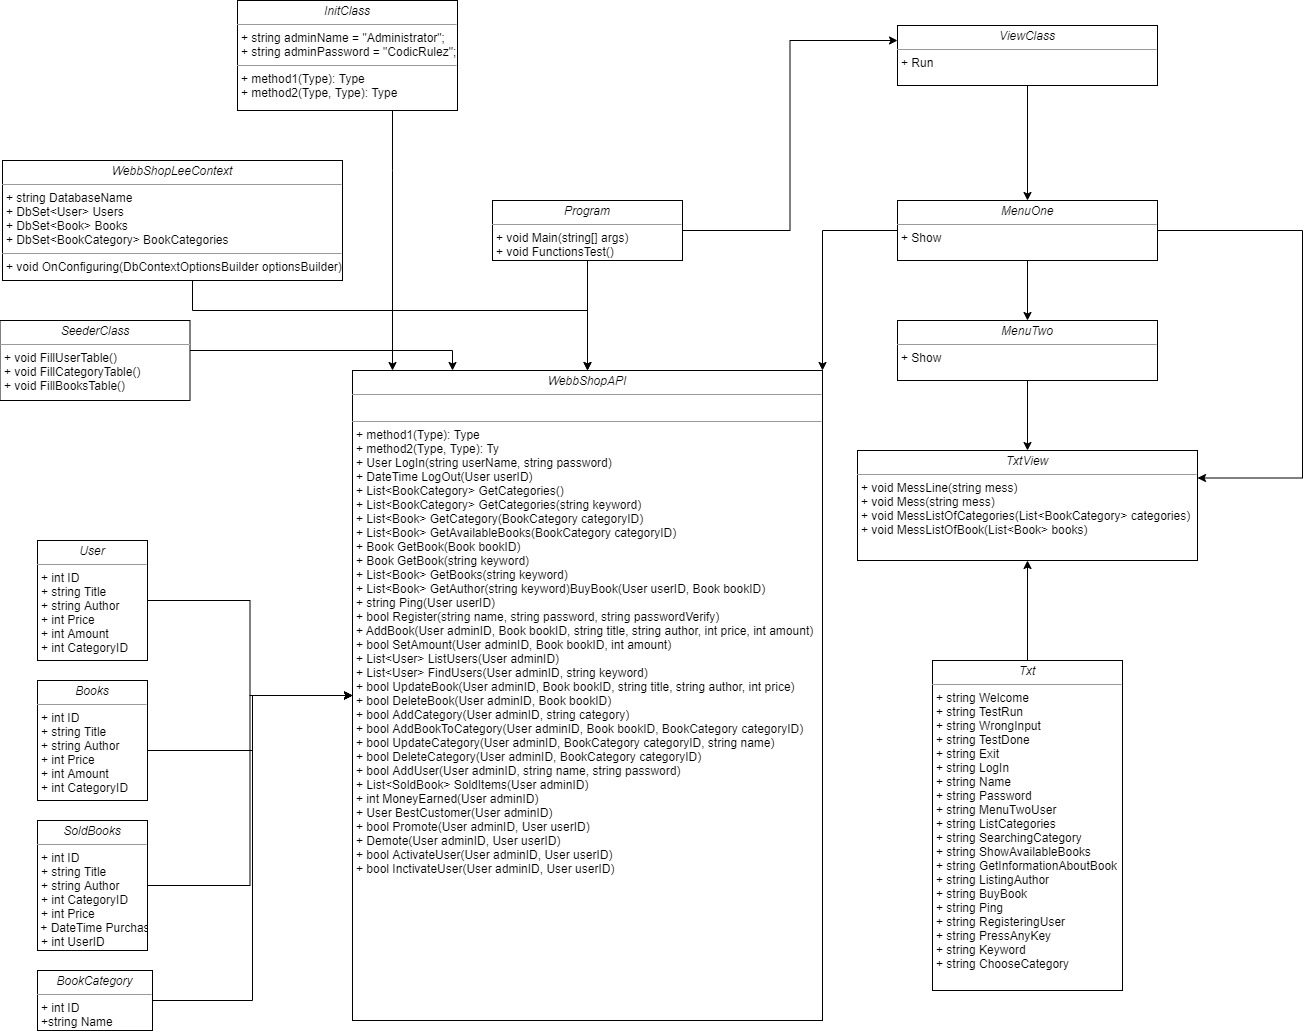 InitClass
+ string adminName = "Administrator";
+ string adminPassword = "CodicRulez";
+ method1(Type): Type
+ method2(Type, Type): Type
ViewClass
+ Run
WebbShopLeeContext
+ string DatabaseName
+ DbSet<User> Users
+ DbSet<Book> Books
+ DbSet<BookCategory> BookCategories
+ void OnConfiguring(DbContextOptionsBuilder optionsBuilder)
Program
+ void Main(string[] args)
+ void FunctionsTest()
MenuOne
+ Show
SeederClass
+ void FillUserTable()
+ void FillCategoryTable()
+ void FillBooksTable()
MenuTwo
+ Show
WebbShopAPI
+ method1(Type): Type
+ method2(Type, Type): Ty
+ User LogIn(string userName, string password)
+ DateTime LogOut(User userID)
+ List<BookCategory> GetCategories()
+ List<BookCategory> GetCategories(string keyword)
+ List<Book> GetCategory(BookCategory categoryID)
+ List<Book> GetAvailableBooks(BookCategory categoryID)
+ Book GetBook(Book bookID)
+ Book GetBook(string keyword)
+ List<Book> GetBooks(string keyword)
+ List<Book> GetAuthor(string keyword)BuyBook(User userID, Book bookID)
+ string Ping(User userID)
+ bool Register(string name, string password, string passwordVerify)
+ AddBook(User adminID, Book bookID, string title, string author, int price, int amount)
+ bool SetAmount(User adminID, Book bookID, int amount)
+ List<User> ListUsers(User adminID)
+ List<User> FindUsers(User adminID, string keyword)
+ bool UpdateBook(User adminID, Book bookID, string title, string author, int price)
+ bool DeleteBook(User adminID, Book bookID)
+ bool AddCategory(User adminID, string category)
+ bool AddBookToCategory(User adminID, Book bookID, BookCategory categoryID)
+ bool UpdateCategory(User adminID, BookCategory categoryID, string name)
+ bool DeleteCategory(User adminID, BookCategory categoryID)
+ bool AddUser(User adminID, string name, string password)
+ List<SoldBook> SoldItems(User adminID)
+ int MoneyEarned(User adminID)
+ User BestCustomer(User adminID)
+ bool Promote(User adminID, User userID)
+ Demote(User adminID, User userID)
+ bool ActivateUser(User adminID, User userID)
+ bool InctivateUser(User adminID, User userID)
TxtView
+ void MessLine(string mess)
+ void Mess(string mess)
+ void MessListOfCategories(List<BookCategory> categories)
+ void MessListOfBook(List<Book> books)
User
+ int ID
+ string Title
+ string Author
+ int Price
+ int Amount
+ int CategoryID
Books
+ int ID
+ string Title
+ string Author
+ int Price
+ int Amount
+ int CategoryID
SoldBooks
+ int ID
+ string Title
+ string Author
+ int CategoryID
+ int Price
+ DateTime Purchas
+ int UserID
BookCategory
+ int ID
+string Name
Txt
+ string Welcome
+ string TestRun
+ string WrongInput
+ string TestDone
+ string Exit
+ string LogIn
+ string Name
+ string Password
+ string MenuTwoUser
+ string ListCategories
+ string SearchingCategory
+ string ShowAvailableBooks
+ string GetInformationAboutBook
+ string ListingAuthor
+ string BuyBook
+ string Ping
+ string RegisteringUser
+ string PressAnyKey
+ string Keyword
+ string ChooseCategory